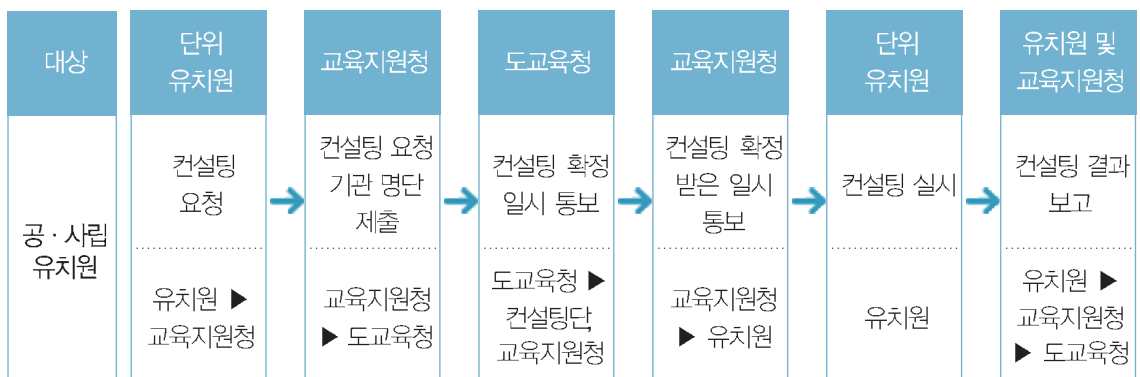 대상
공·사립
유치원
단위
유치원
컨설팅
요청
유치원 ▶
교육지원청
교육지원청
컨설팅 요청
기관 명단
제출
교육지원청
▶ 도교육청
도교육청
컨설팅 확정
일시 통보
도교육청 ▶
컨설팅단,
교육지원청
교육지원청
컨설팅 확정
받은 일시
통보
교육지원청
▶ 유치원
단위
유치원
컨설팅 실시
유치원
유치원 및
교육지원청
컨설팅 결과
보고
유치원 ▶
교육지원청
▶ 도교육청